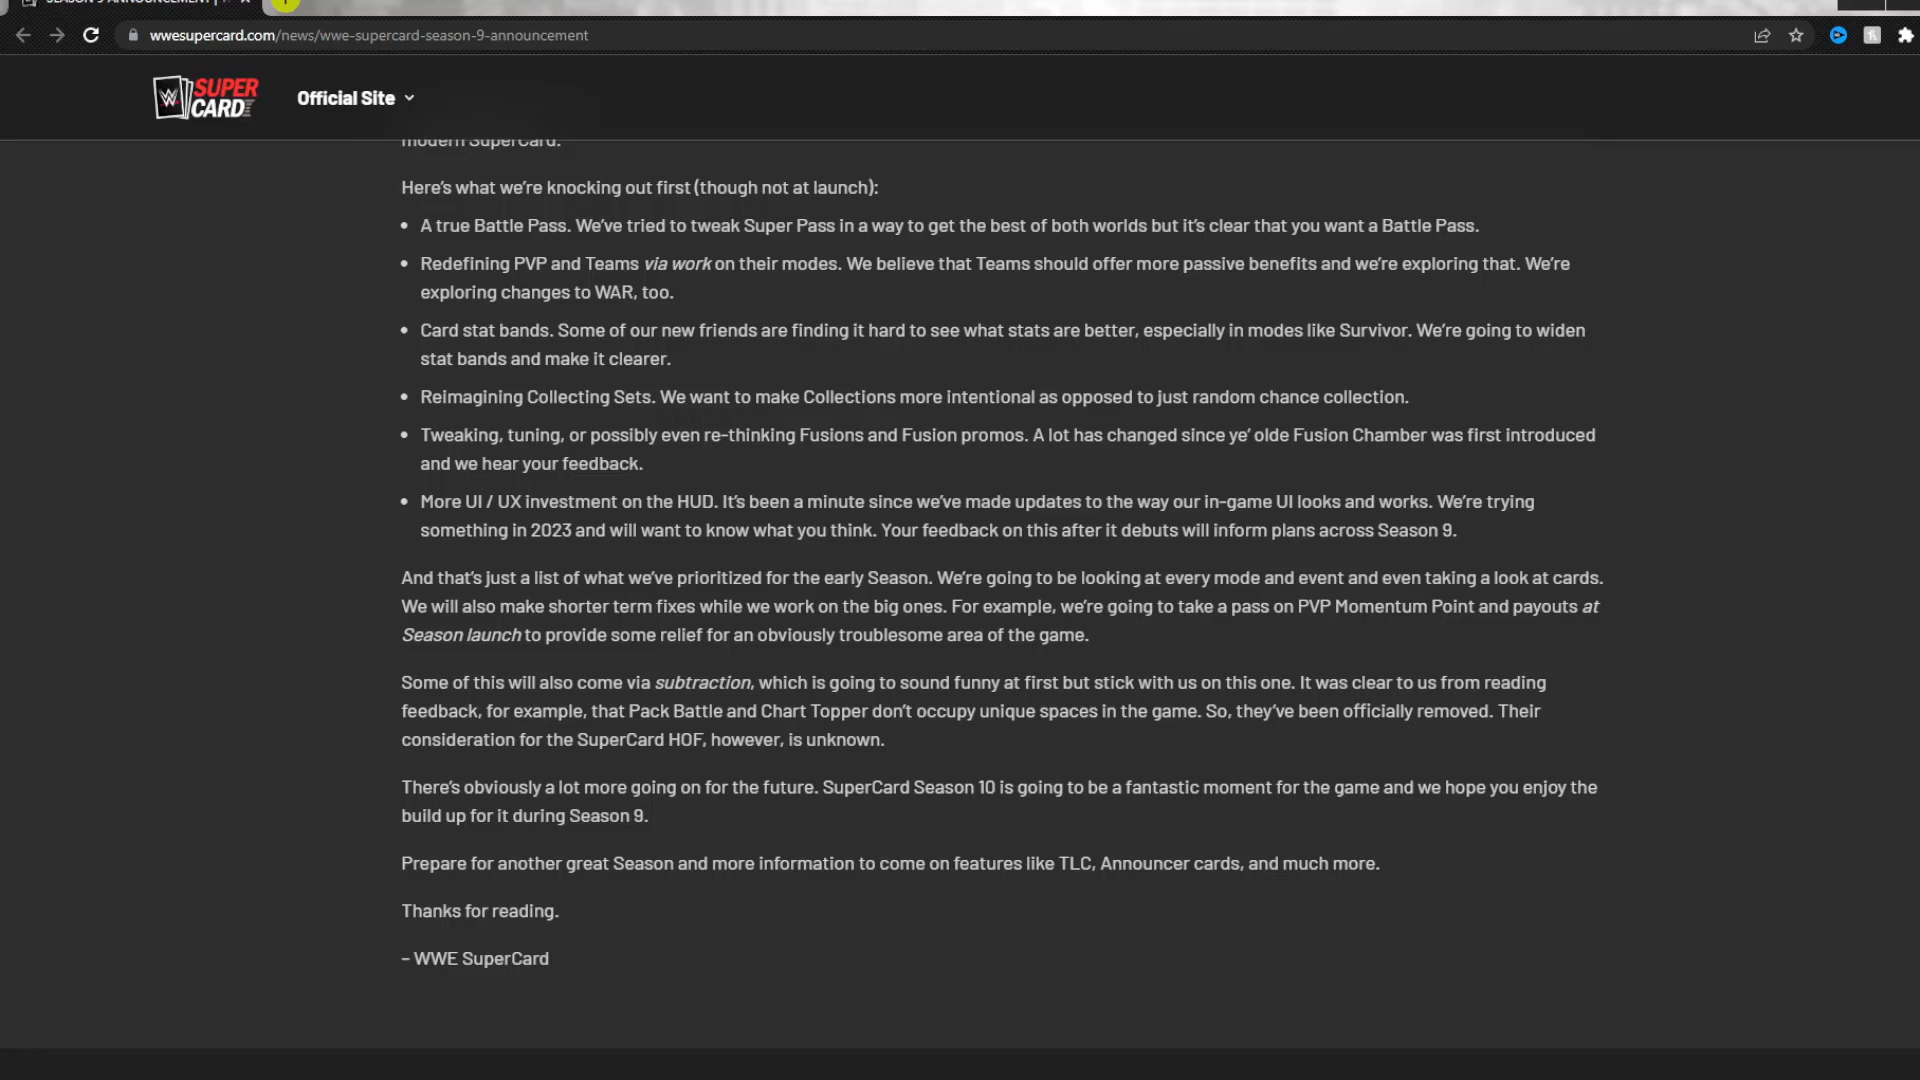 SEASON 9 ANNOUNCEMENT |
wwesupercard.com/news/wwe-supercard-season-9-announcement
W SUPER CARD
Official Site
modern SuperCard.
Here's what we're knocking out first (though not at launch):
• A true Battle Pass. We've tried to tweak Super Pass in a way to get the best of both worlds but it's clear that you want a Battle Pass.
• Redefining PVP and Teams via work on their modes. We believe that Teams should offer more passive benefits and we're exploring that. We're
exploring changes to WAR, too.
• Card stat bands. Some of our new friends are finding it hard to see what stats are better, especially in modes like Survivor. We're going to widen
stat bands and make it clearer.
• Reimagining Collecting Sets. We want to make Collections more intentional as opposed to just random chance collection.
• Tweaking, tuning, or possibly even re-thinking Fusions and Fusion promos. A lot has changed since ye' olde Fusion Chamber was first introduced
and we hear your feedback.
• More UI / UX investment on the HUD. It's been a minute since we've made updates to the way our in-game UI looks and works. We're trying
something in 2023 and will want to know what you think. Your feedback on this after it debuts will inform plans across Season 9.
And that's just a list of what we've prioritized for the early Season. We're going to be looking at every mode and event and even taking a look at cards.
We will also make shorter term fixes while we work on the big ones. For example, we're going to take a pass on PVP Momentum Point and payouts at
Season launch to provide some relief for an obviously troublesome area of the game.
Some of this will also come via subtraction, which is going to sound funny at first but stick with us on this one. It was clear to us from reading
feedback, for example, that Pack Battle and Chart Topper don't occupy unique spaces in the game. So, they've been officially removed. Their
consideration for the SuperCard HOF, however, is unknown.
There's obviously a lot more going on for the future. SuperCard Season 10 is going to be a fantastic moment for the game and we hope you enjoy the
build up for it during Season 9.
Prepare for another great Season and more information to come on features like TLC, Announcer cards, and much more.
Thanks for reading.
– WWE SuperCard